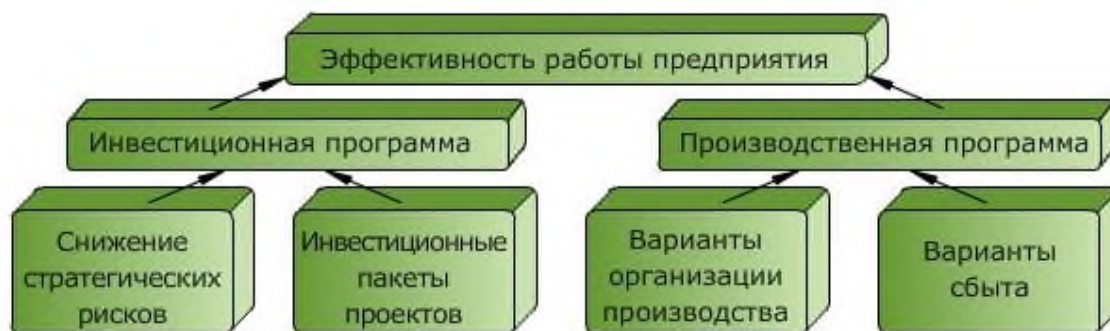 Эффективность работы предприятия
Инвестиционная программа
Производственная программа
Снижение
стратегических
рисков
Инвестиционные
пакеты
проектов
Варианты
организации
производства
Варианты
сбыта